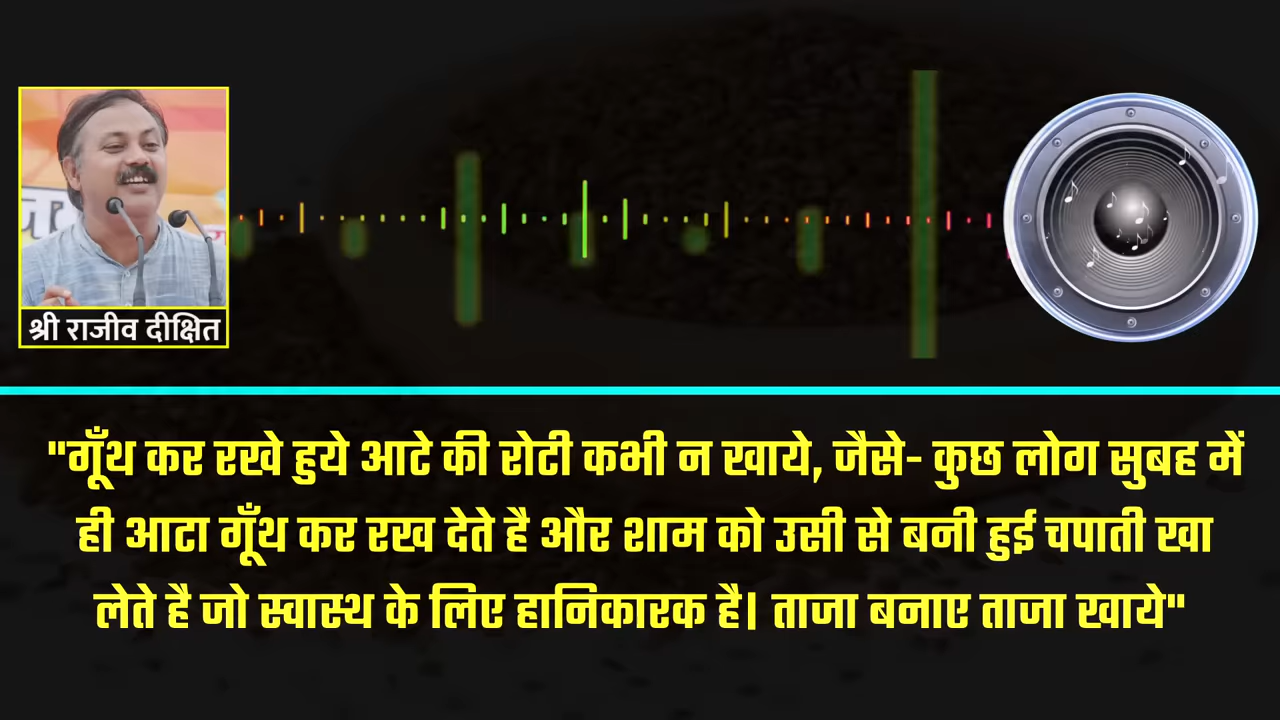 श्री राजीव दीक्षित
"गूँथ कर रखे हुये आटे की रोटी कभी न खाये, जैसे- कुछ लोग सुबह में
ही आटा गूँथ कर रख देते है और शाम को उसी से बनी हुई चपाती खा
लेते है जो स्वास्थ के लिए हानिकारक है। ताजा बनाए ताजा खाये"